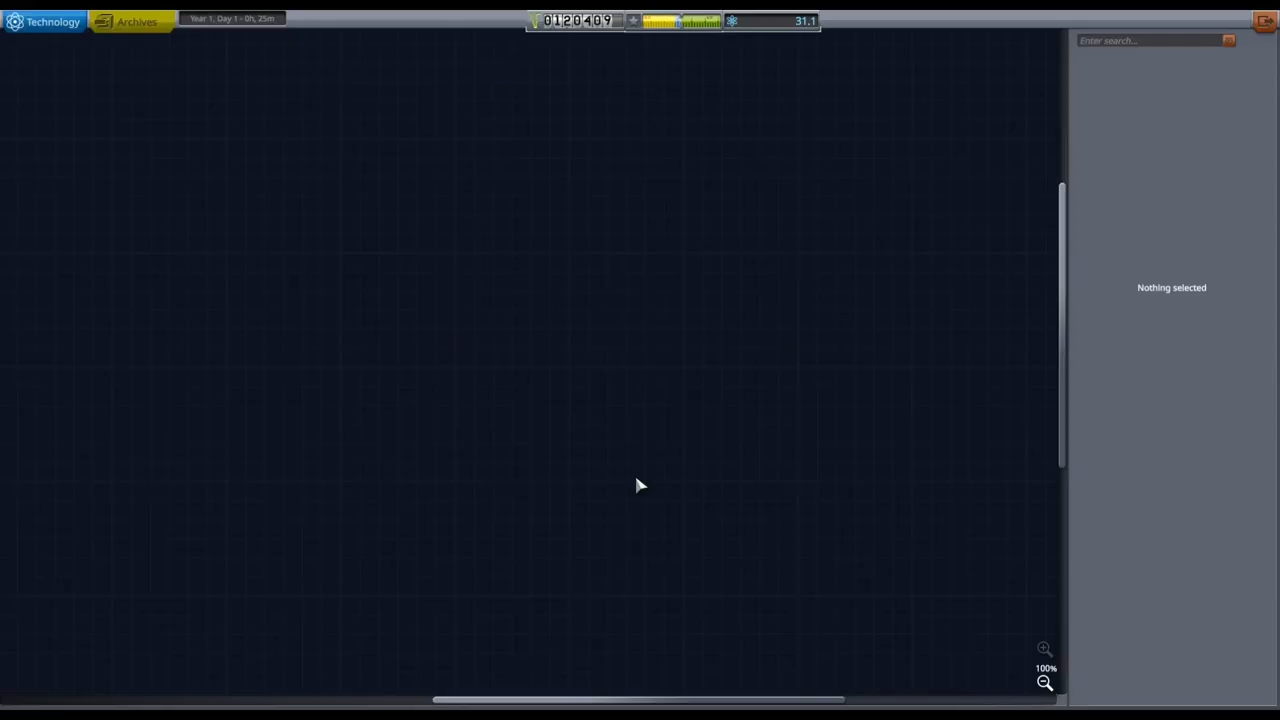 Technology
Archives
Year 1, Day 1 - 0h, 25m
0120409
31.1
Enter search...
Nothing selected
100%